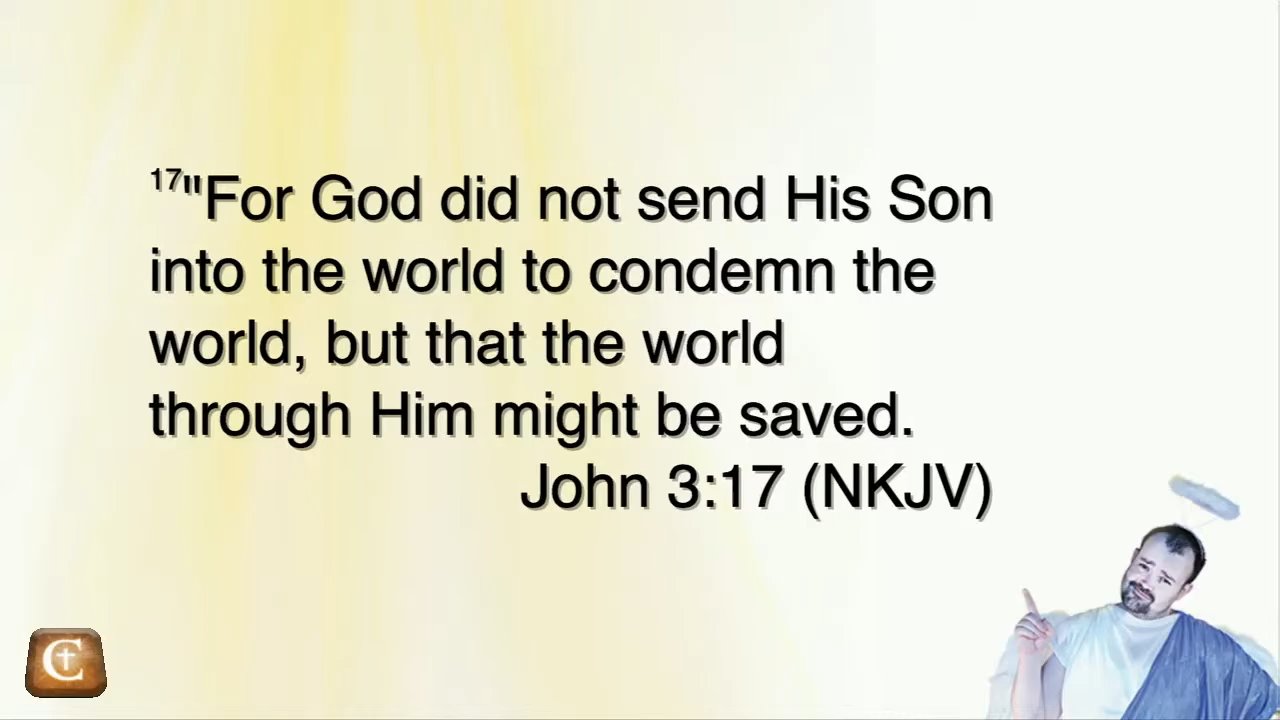 17"For God did not send His Son
into the world to condemn the
world, but that the world
through Him might be saved.
John 3:17 (NKJV)
C